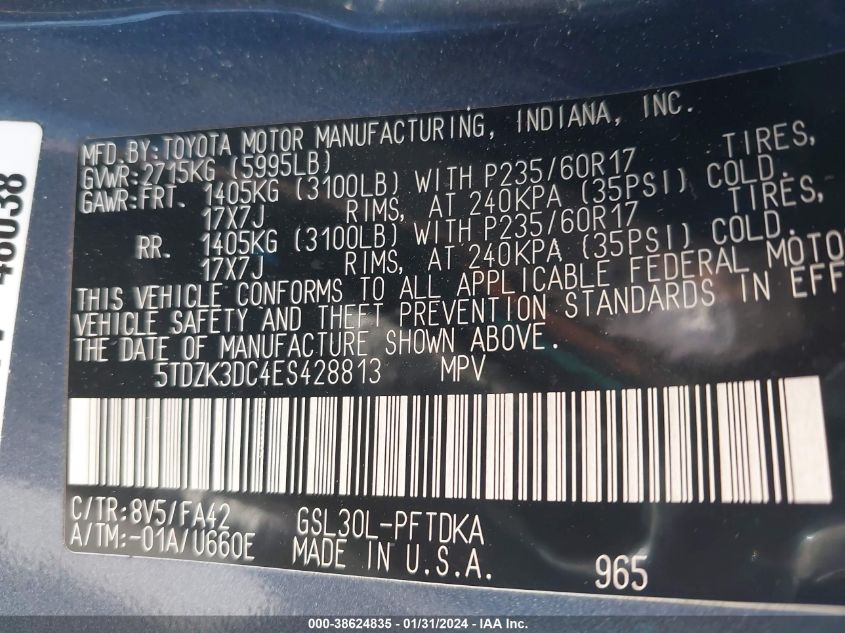 48038
MFD.BY:TOYOTA MOTOR MANUFACTURING, INDIANA, INC.
GVWR:2715KG (5995LB)
GAWR:FRT. 1405KG (3100LB) WITH P235/60R17 TIRES,
17X7J RIMS, AT 240KPA (35PSI) COLD.
RR. 1405KG (3100LB) WITH P235/60R17 TIRES,
17X7J RIMS, AT 240KPA (35PSI) COLD.
THIS VEHICLE CONFORMS TO ALL APPLICABLE FEDERAL MOTO
VEHICLE SAFETY AND THEFT PREVENTION STANDARDS IN EFF
THE DATE OF MANUFACTURE SHOWN ABOVE.
5TDZK3DC4ES428813 MPV
C/TR:8V5/FA42 GSL30L-PFTDKA
A/TM:-01A/U660E MADE IN U.S.A.
965
000-38624835 - 01/31/2024 - IAA Inc.